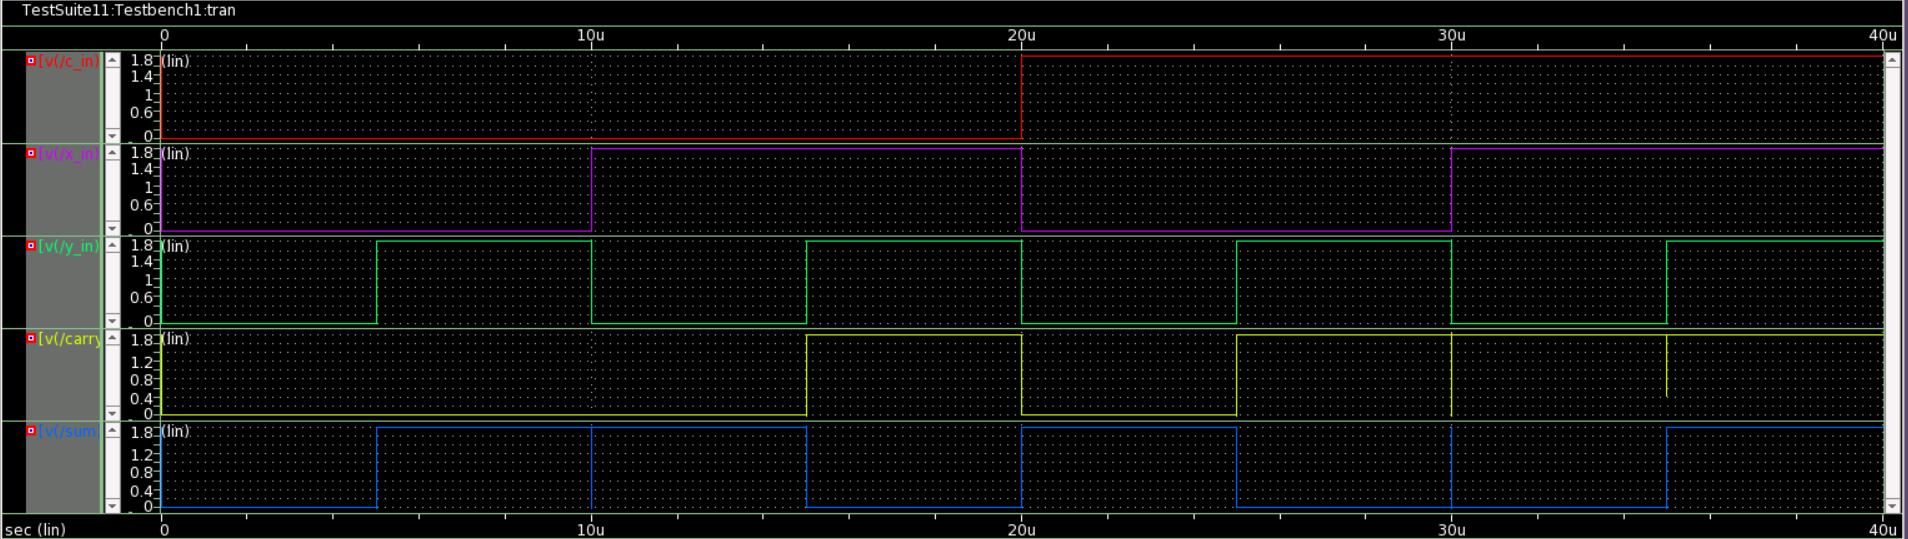 TestSuite11:Testbench1:tran
0 10u 20u 30u 40u
[v(/c_in) 1.8 (lin)
1.4
1
0.6
0
[v(/x_in) 1.8 (lin)
1.4
1
0.6
0
[v(/y_in) 1.8 (lin)
1.4
1
0.6
0
[v(/carry 1.8 (lin)
1.2
0.8
0.4
0
[v(/sum 1.8 (lin)
1.2
0.8
0.4
0
sec (lin) 0 10u 20u 30u 40u